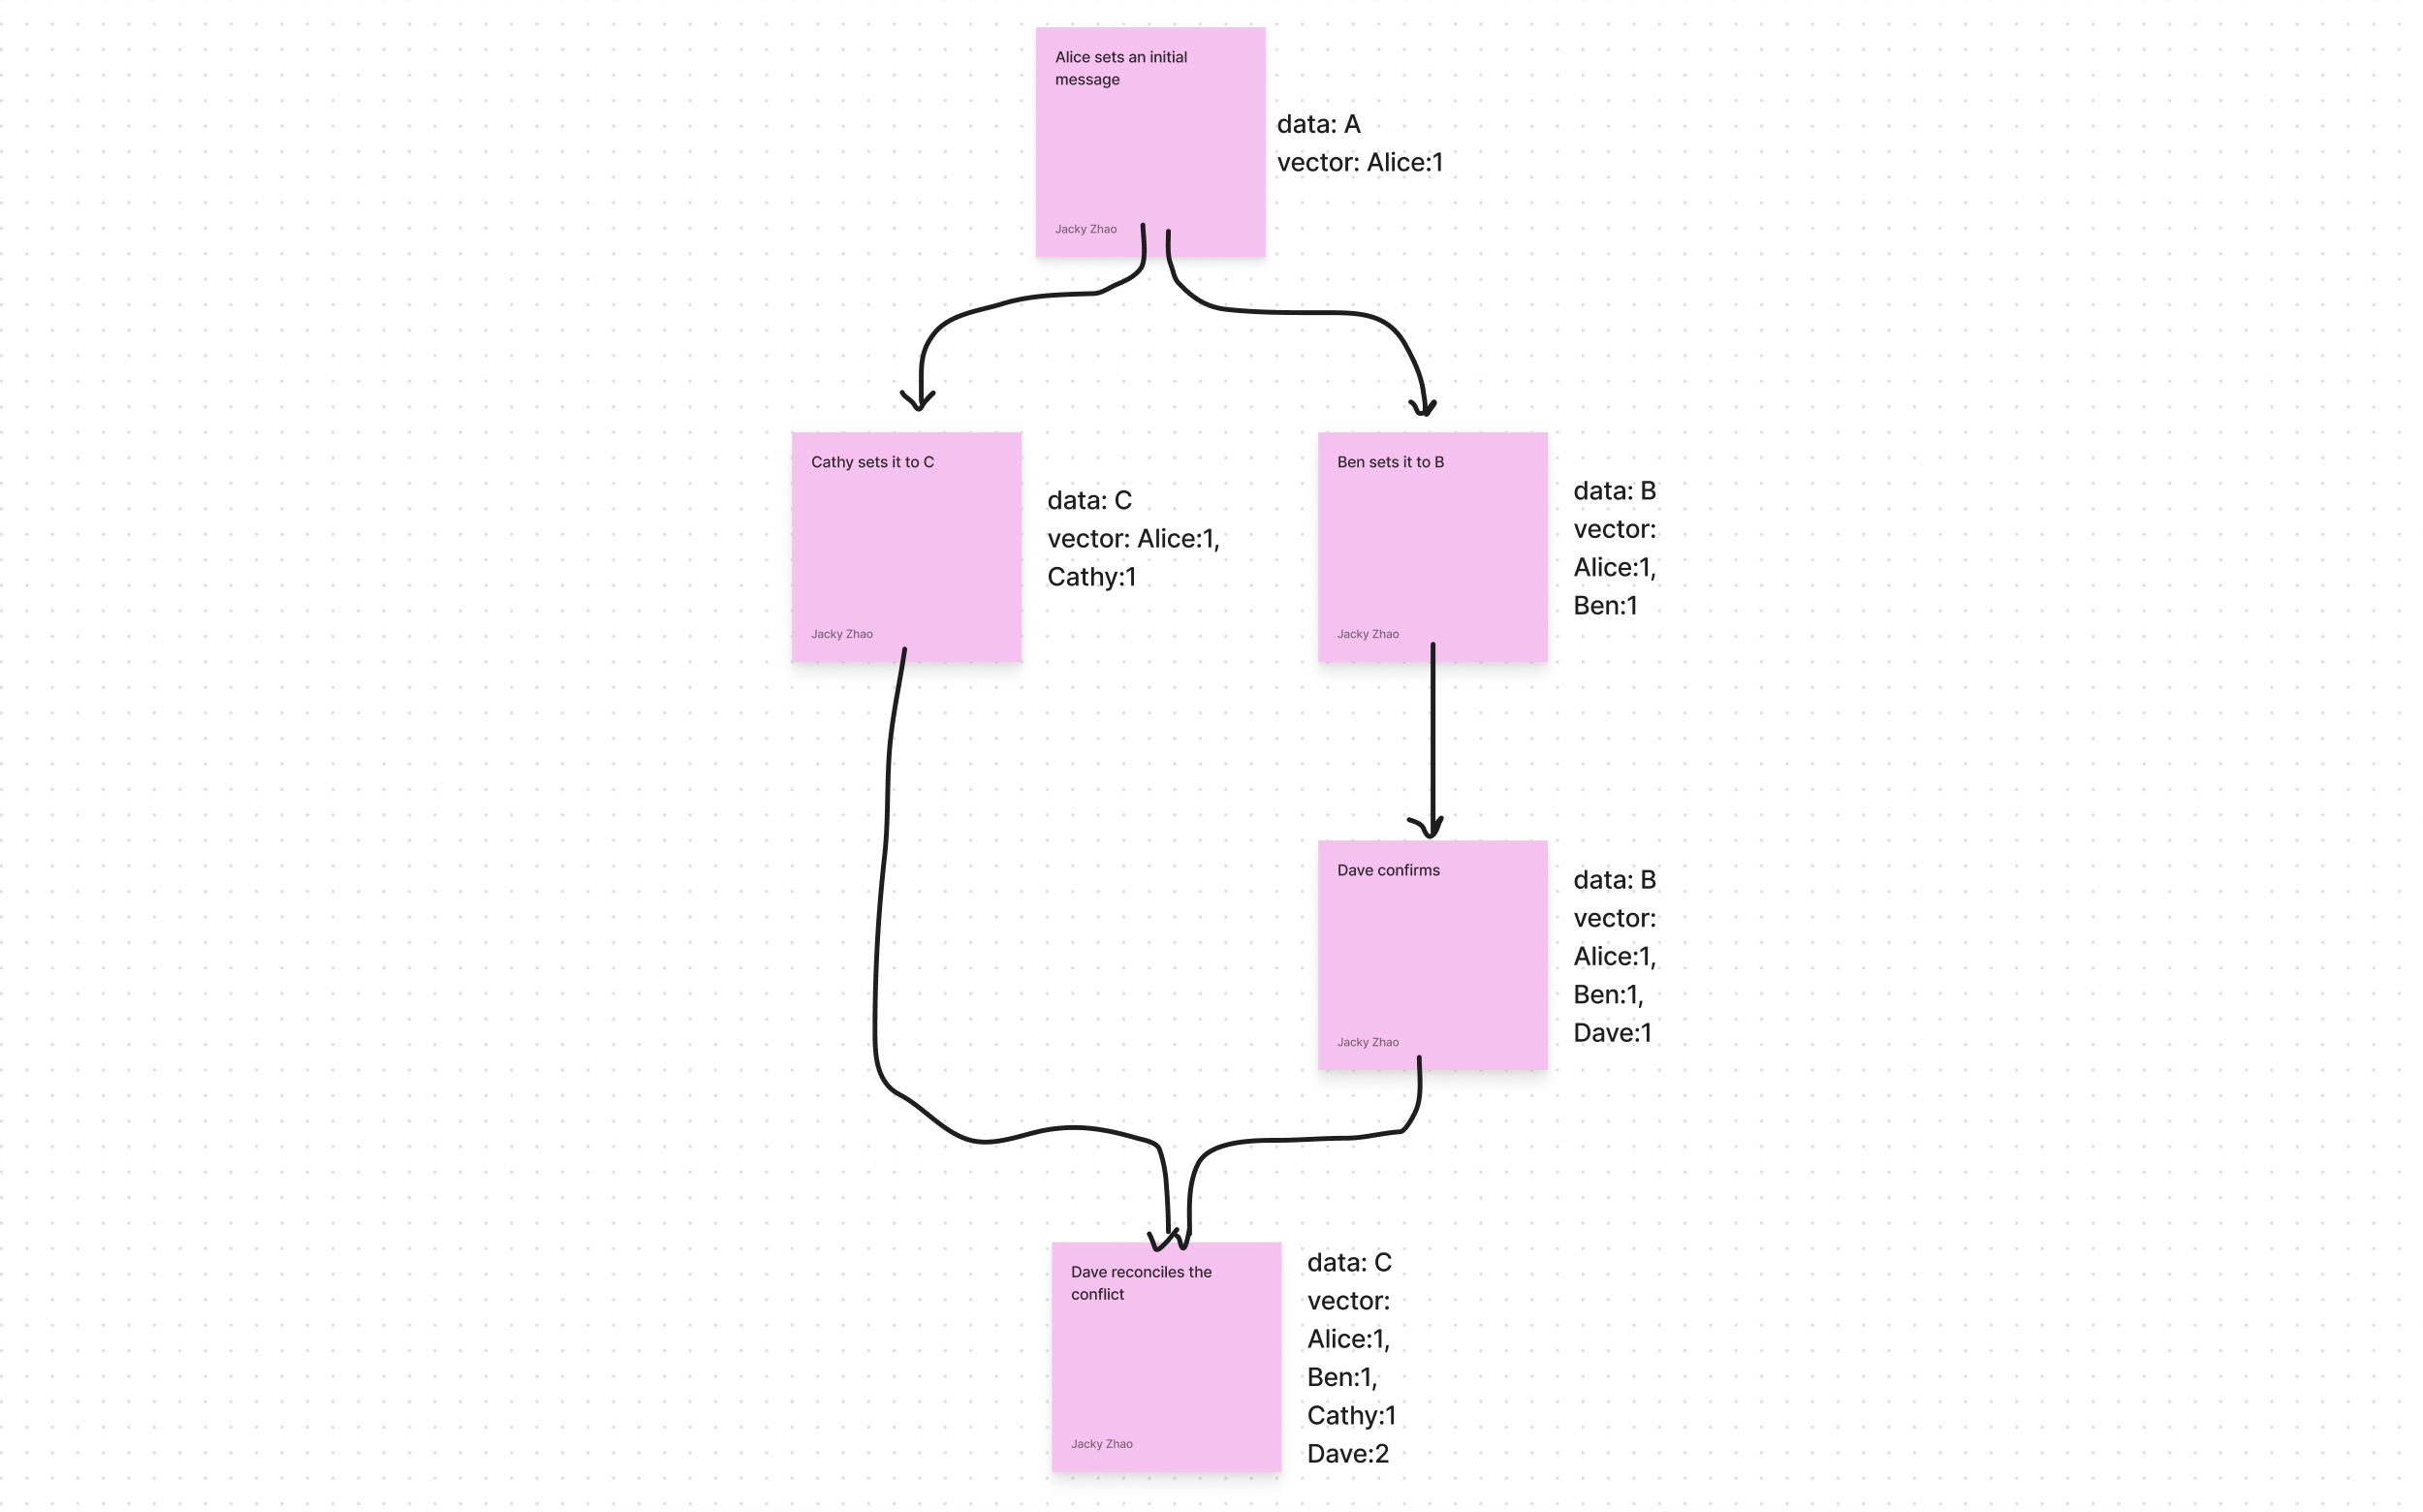 Alice sets an initial
message
Jacky Zhao
data: A
vector: Alice:1
Cathy sets it to C
Jacky Zhao
data: C
vector: Alice:1,
Cathy:1
Ben sets it to B
Jacky Zhao
data: B
vector:
Alice:1,
Ben:1
Dave confirms
Jacky Zhao
data: B
vector:
Alice:1,
Ben:1,
Dave:1
Dave reconciles the
conflict
Jacky Zhao
data: C
vector:
Alice:1,
Ben:1,
Cathy:1
Dave:2